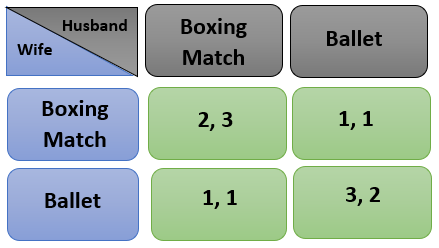 Husband
Wife
Boxing
Match
Ballet
Boxing
Match
2, 3
1, 1
Ballet
1, 1
3, 2